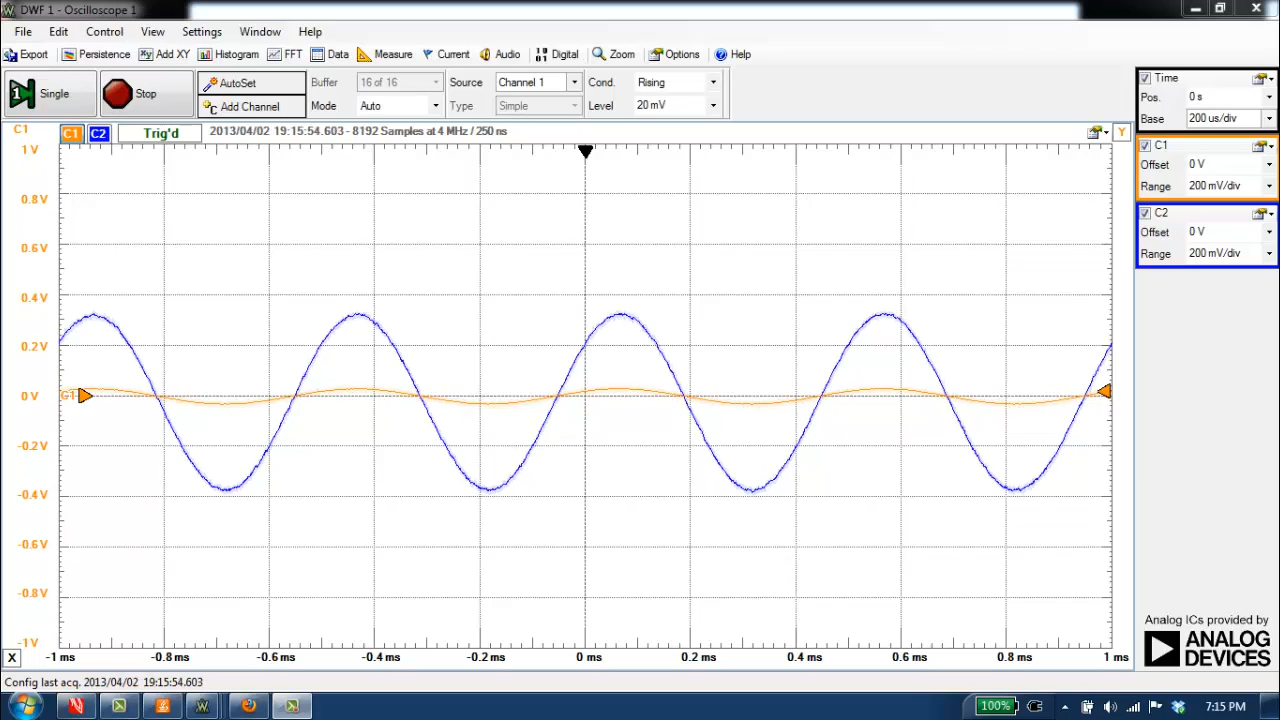 DWF 1 - Oscilloscope 1
File Edit Control View Settings Window Help
Export Persistence Add XY Histogram FFT Data Measure Current Audio Digital Zoom Options Help
Single Stop AutoSet Buffer 16 of 16 Source Channel 1 Cond. Rising
Add Channel Mode Auto Type Simple Level 20 mV
C1 C1 C2 Trig'd 2013/04/02 19:15:54.603 - 8192 Samples at 4 MHz / 250 ns Y
1 V
0.8 V
0.6 V
0.4 V
0.2 V
0 V C1
-0.2 V
-0.4 V
-0.6 V
-0.8 V
-1 V
X -1 ms -0.8 ms -0.6 ms -0.4 ms -0.2 ms 0 ms 0.2 ms 0.4 ms 0.6 ms 0.8 ms 1 ms
Time
Pos. 0 s
Base 200 us/div
C1
Offset 0 V
Range 200 mV/div
C2
Offset 0 V
Range 200 mV/div
Analog ICs provided by
ANALOG
DEVICES
Config last acq. 2013/04/02 19:15:54.603
100% 7:15 PM